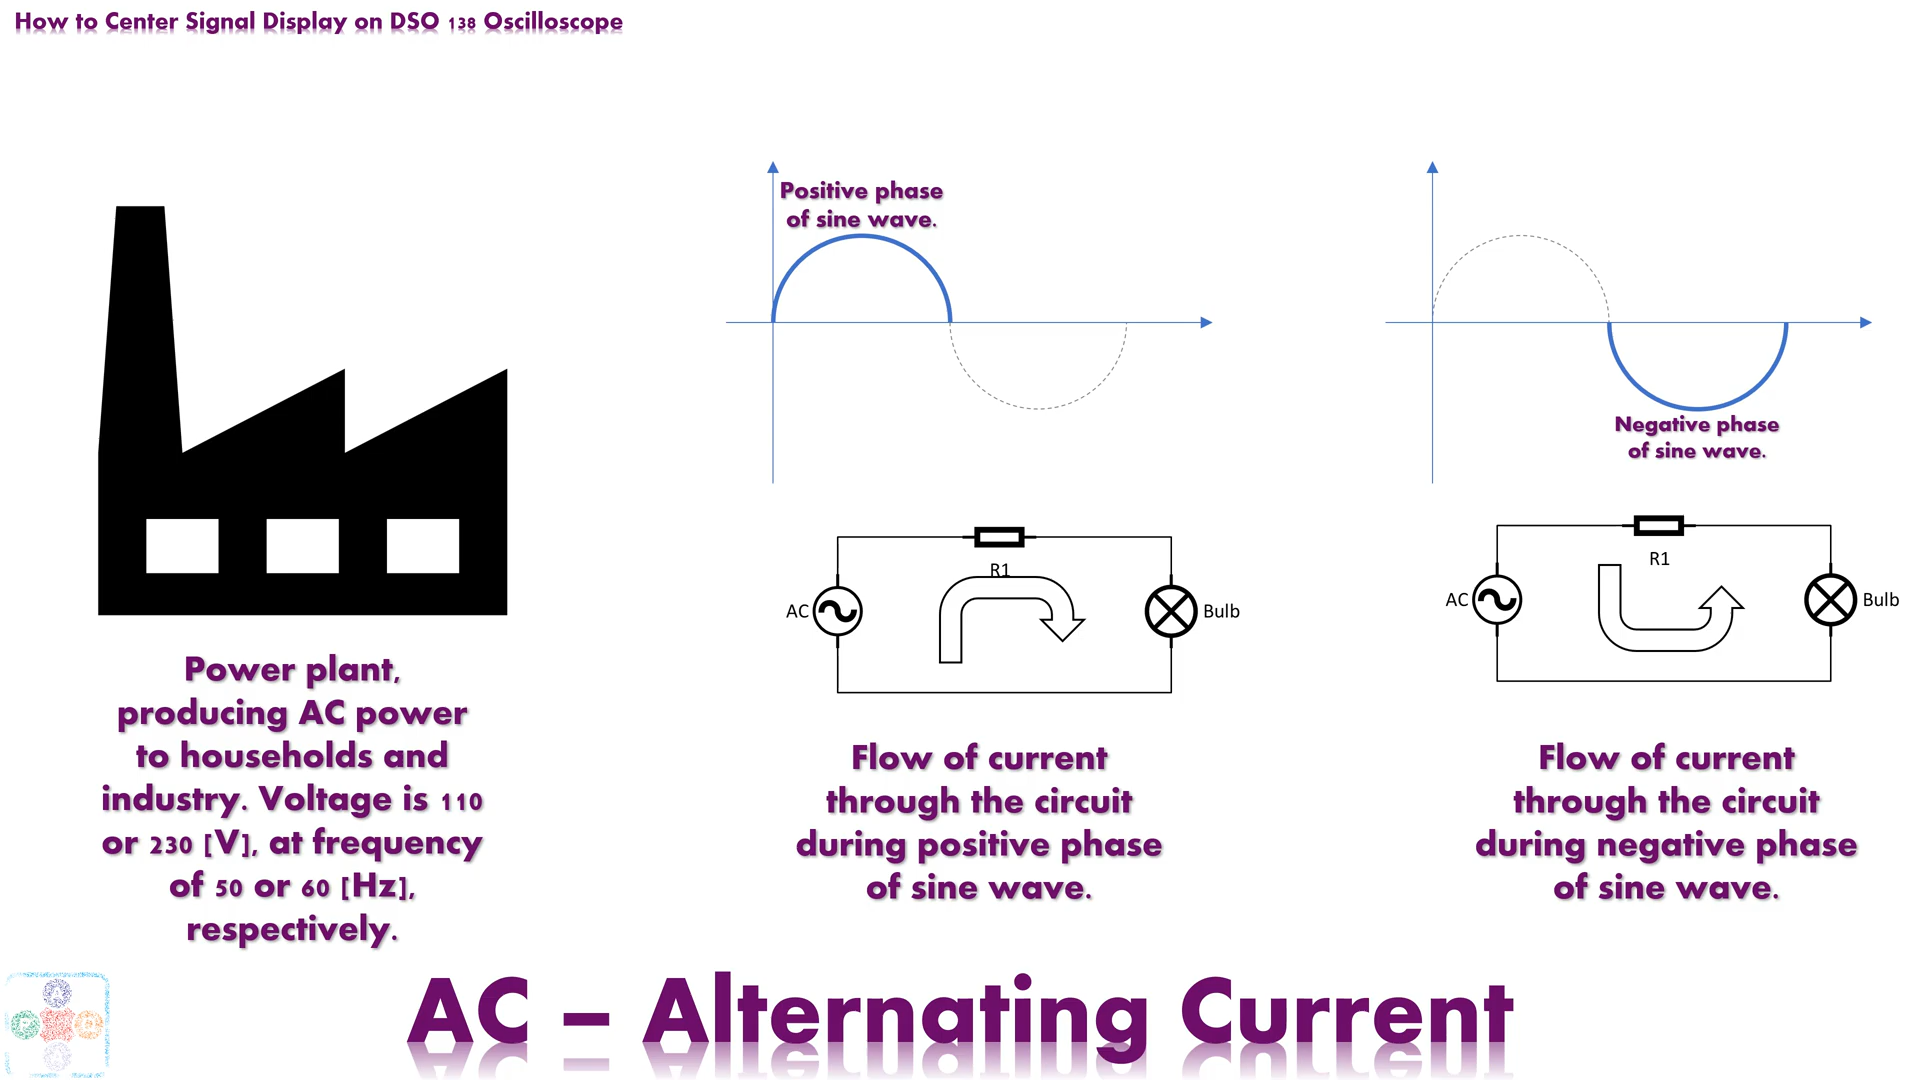 How to Center Signal Display on DSO 138 Oscilloscope
Positive phase
of sine wave.
Negative phase
of sine wave.
R1
AC
Bulb
R1
AC
Bulb
Power plant,
producing AC power
to households and
industry. Voltage is 110
or 230 [V], at frequency
of 50 or 60 [Hz],
respectively.
Flow of current
through the circuit
during positive phase
of sine wave.
Flow of current
through the circuit
during negative phase
of sine wave.
AC – Alternating Current